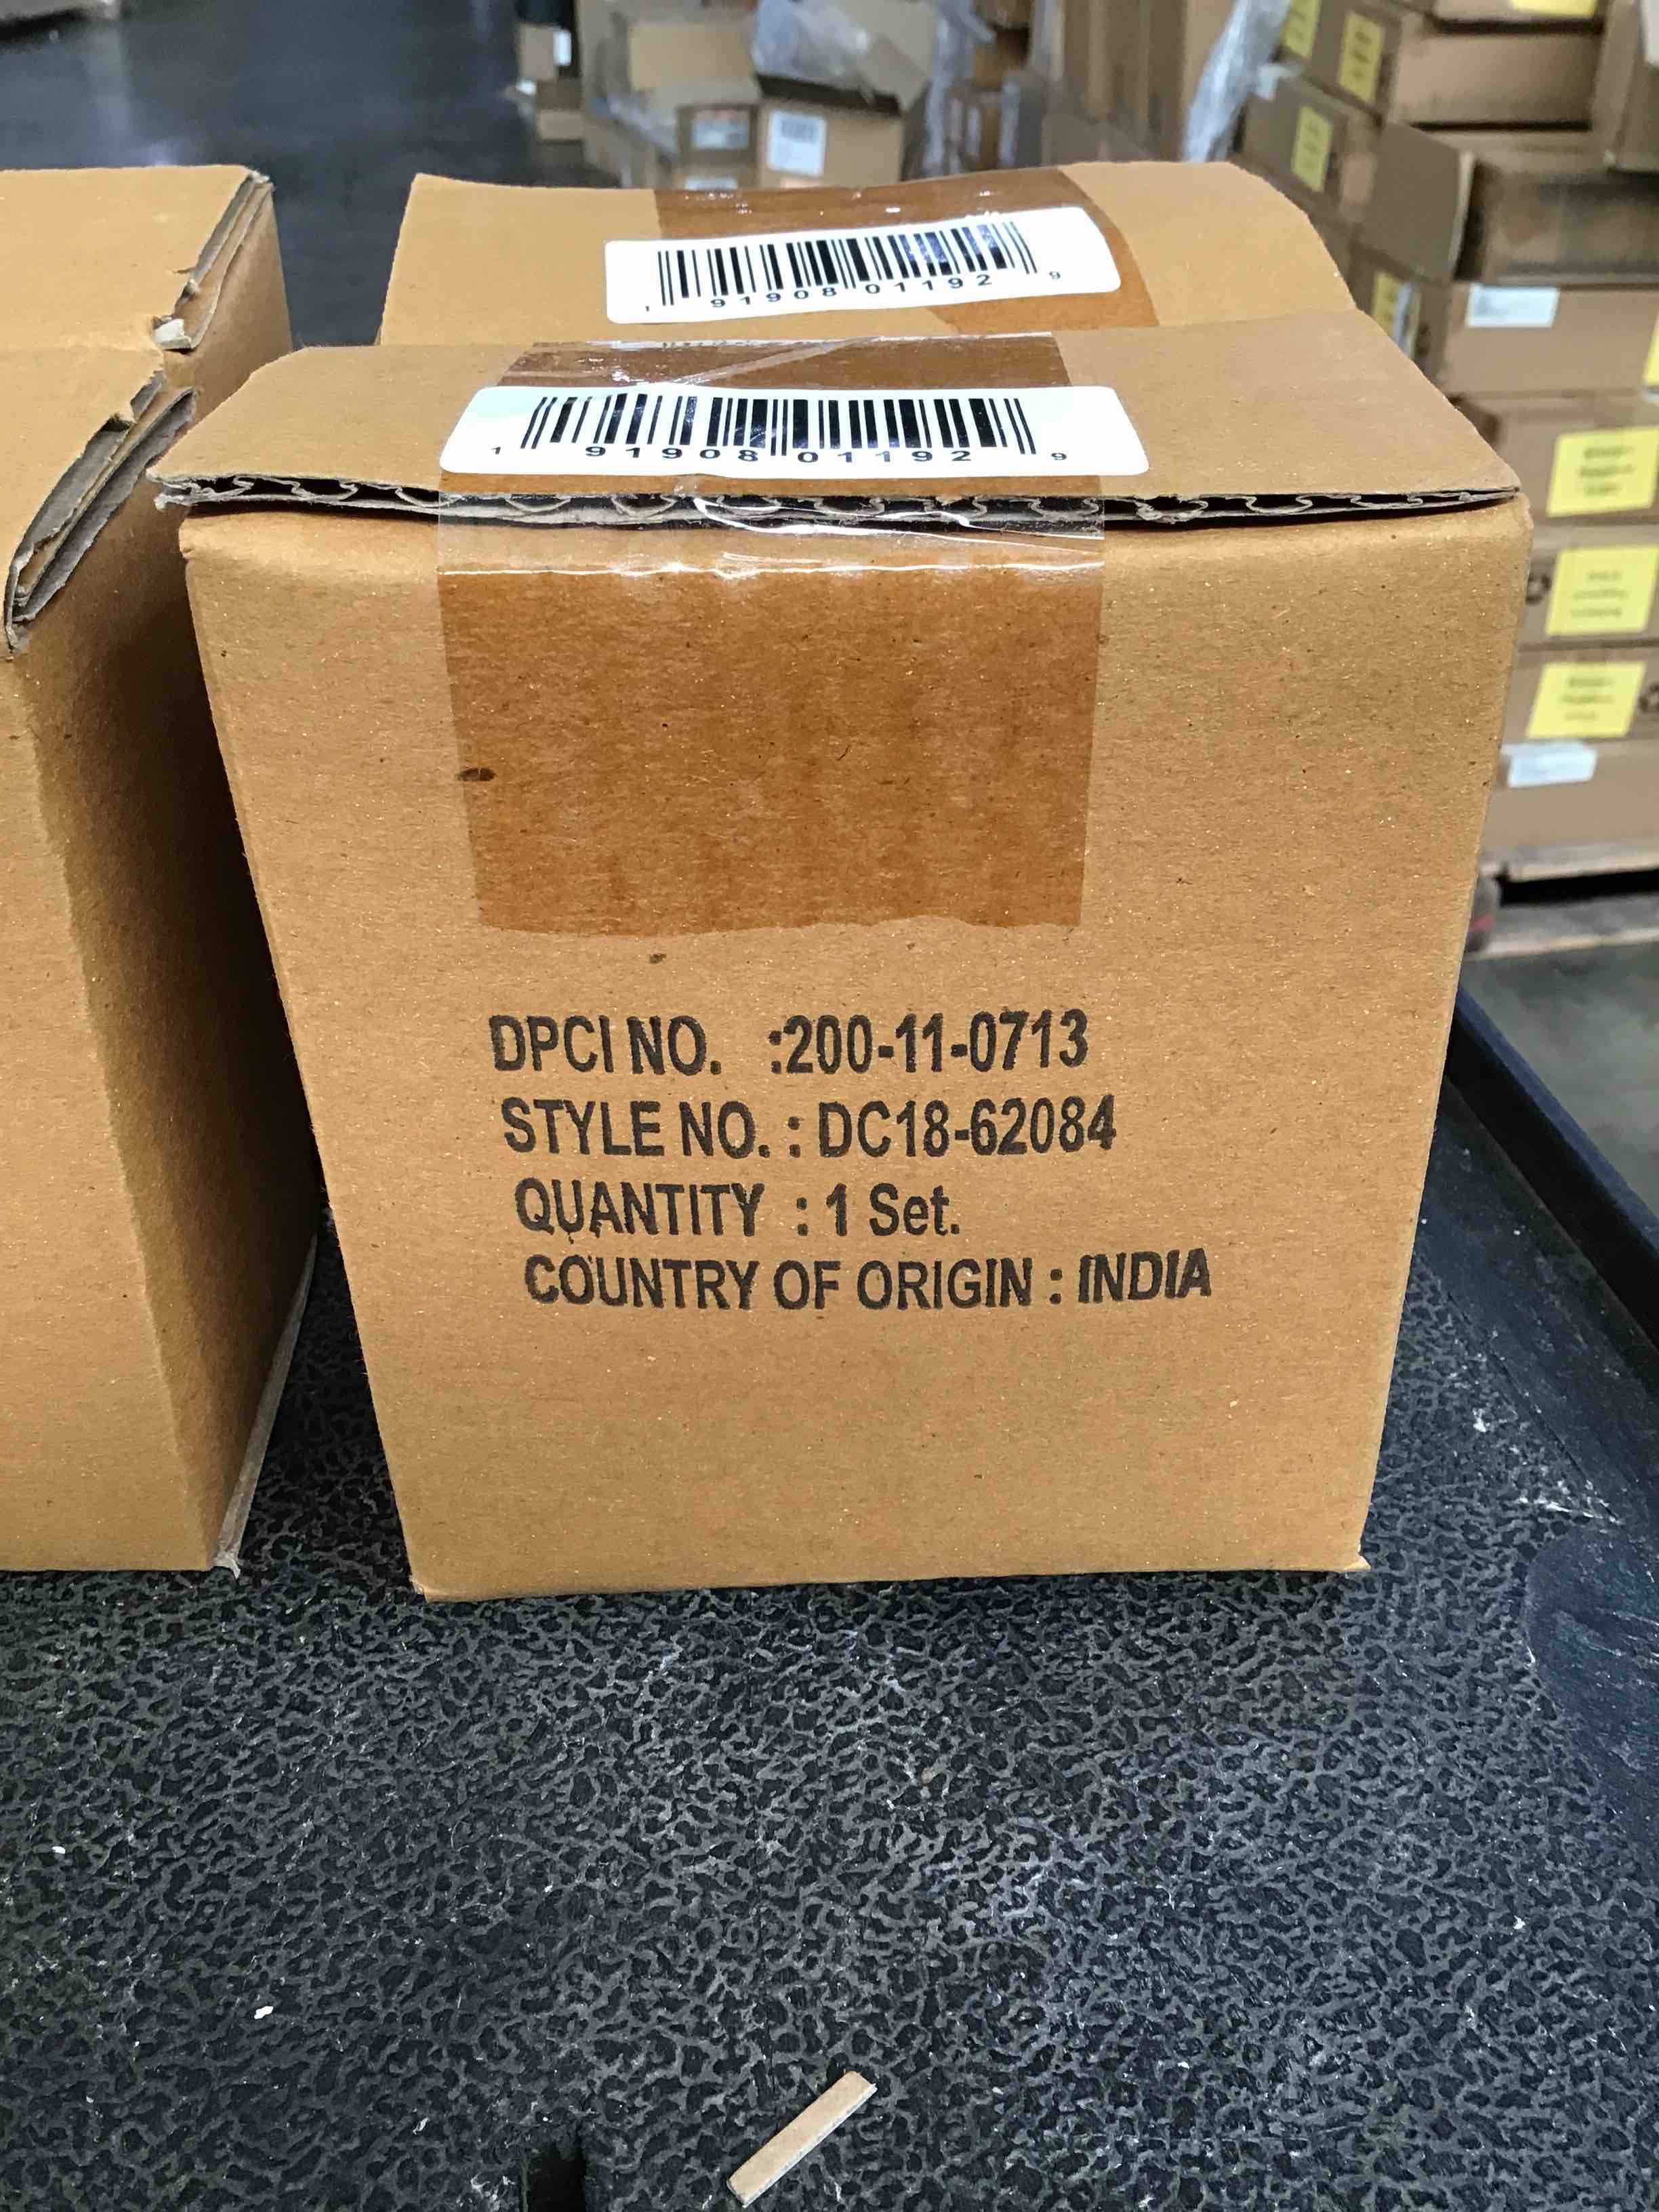 1 91908 01192 9
1 91908 01192 9
DPCI NO. :200-11-0713
STYLE NO. : DC18-62084
QUANTITY : 1 Set.
COUNTRY OF ORIGIN : INDIA